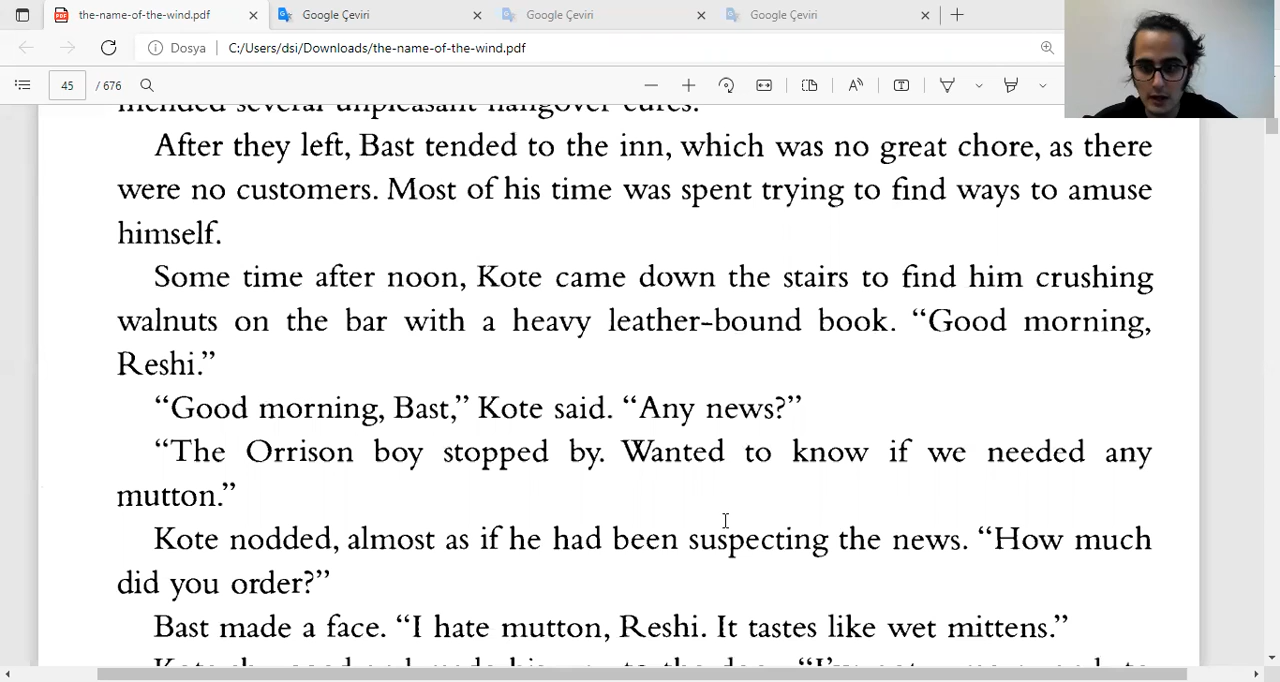 the-name-of-the-wind.pdf
Google Çeviri
Google Çeviri
Google Çeviri
Dosya
C:/Users/dsi/Downloads/the-name-of-the-wind.pdf
45 / 676
mended several unpleasant hangover cures.
After they left, Bast tended to the inn, which was no great chore, as there
were no customers. Most of his time was spent trying to find ways to amuse
himself.
Some time after noon, Kote came down the stairs to find him crushing
walnuts on the bar with a heavy leather-bound book. “Good morning,
Reshi.”
“Good morning, Bast,” Kote said. “Any news?”
“The Orrison boy stopped by. Wanted to know if we needed any
mutton.”
Kote nodded, almost as if he had been suspecting the news. “How much
did you order?”
Bast made a face. “I hate mutton, Reshi. It tastes like wet mittens.”